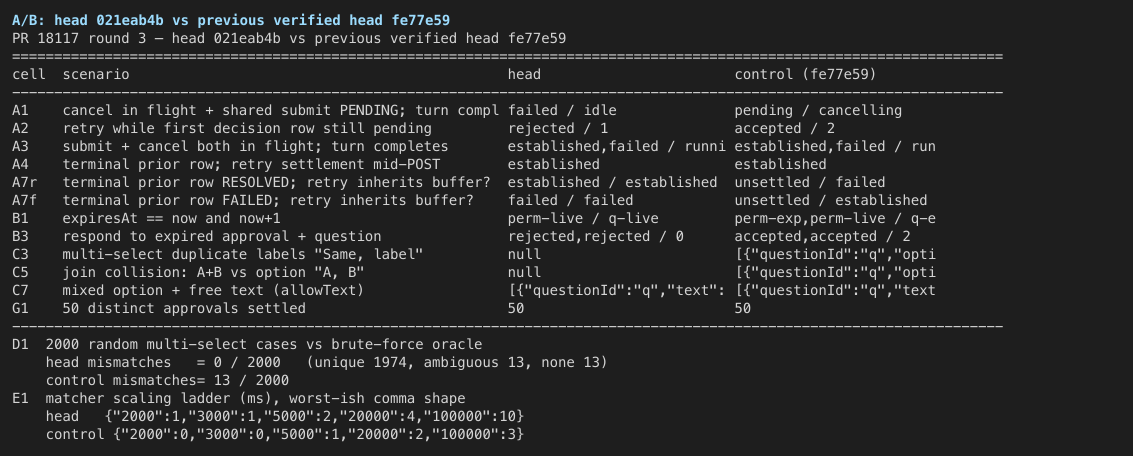 A/B: head 021eab4b vs previous verified head fe77e59
PR 18117 round 3 — head 021eab4b vs previous verified head fe77e59
======================================================================================================================
cell  scenario                                             head                       control (fe77e59)
----------------------------------------------------------------------------------------------------------------------
A1    cancel in flight + shared submit PENDING; turn compl failed / idle              pending / cancelling
A2    retry while first decision row still pending         rejected / 1               accepted / 2
A3    submit + cancel both in flight; turn completes       established,failed / runni established,failed / run
A4    terminal prior row; retry settlement mid-POST        established                established
A7r   terminal prior row RESOLVED; retry inherits buffer?  established / established  unsettled / failed
A7f   terminal prior row FAILED; retry inherits buffer?    failed / failed            unsettled / established
B1    expiresAt == now and now+1                           perm-live / q-live         perm-exp,perm-live / q-e
B3    respond to expired approval + question               rejected,rejected / 0      accepted,accepted / 2
C3    multi-select duplicate labels "Same, label"          null                       [{"questionId":"q","opti
C5    join collision: A+B vs option "A, B"                 null                       [{"questionId":"q","opti
C7    mixed option + free text (allowText)                 [{"questionId":"q","text": [{"questionId":"q","text
G1    50 distinct approvals settled                        50                         50
----------------------------------------------------------------------------------------------------------------------
D1  2000 random multi-select cases vs brute-force oracle
    head mismatches   = 0 / 2000   (unique 1974, ambiguous 13, none 13)
    control mismatches= 13 / 2000
E1  matcher scaling ladder (ms), worst-ish comma shape
    head   {"2000":1,"3000":1,"5000":2,"20000":4,"100000":10}
    control {"2000":0,"3000":0,"5000":1,"20000":2,"100000":3}